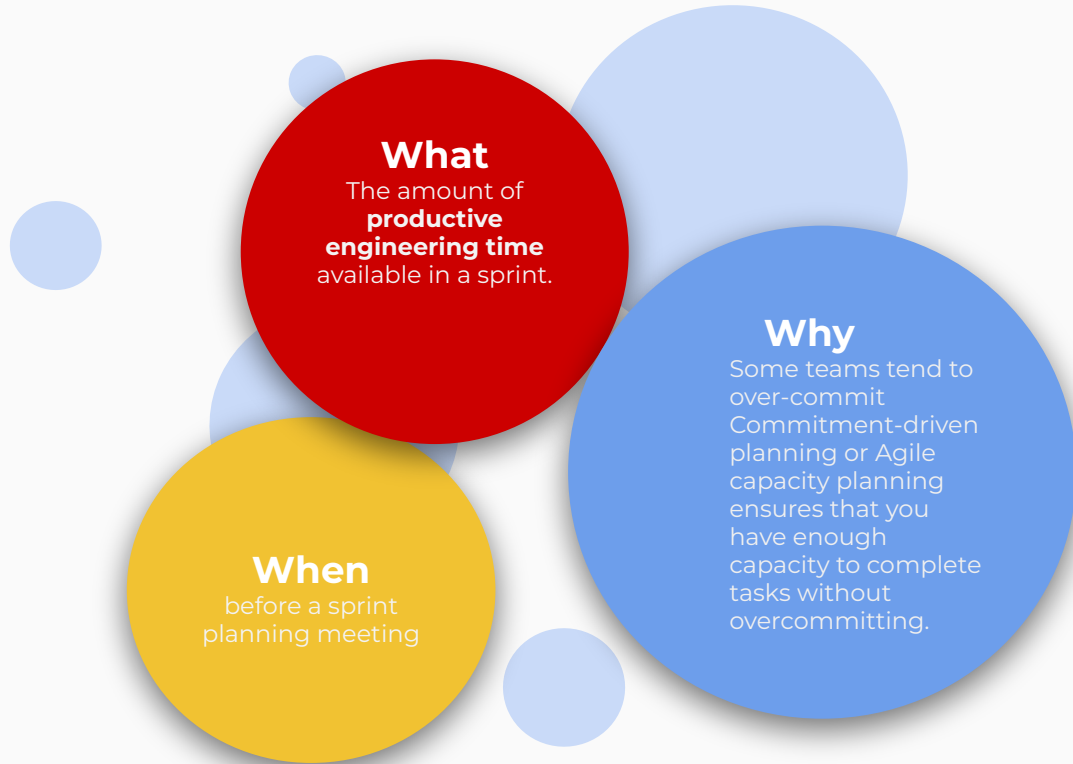 What
The amount of
productive
engineering time
available in a sprint.
Why
Some teams tend to
over-commit
Commitment-driven
planning or Agile
capacity planning
ensures that you
have enough
capacity to complete
tasks without
overcommitting.
When
before a sprint
planning meeting